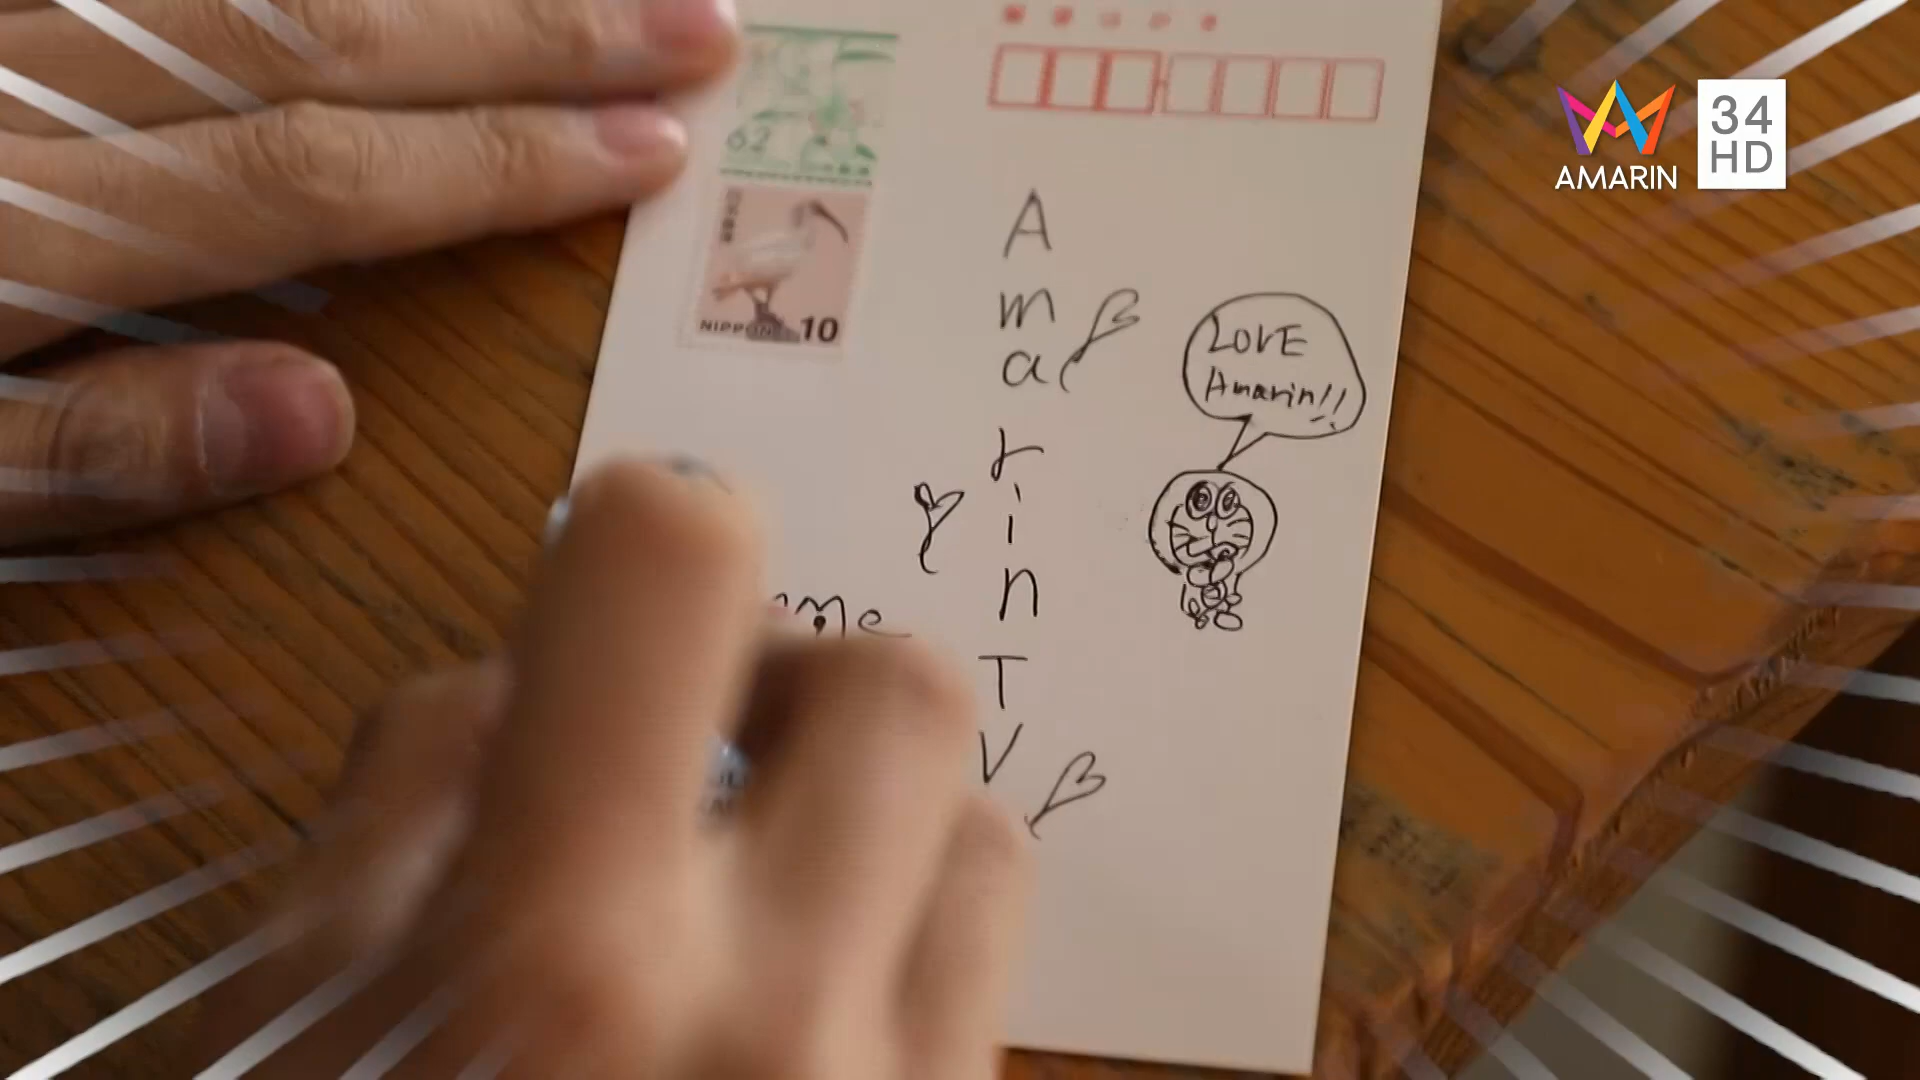 34
HD
AMARIN
62
NIPPON 10
Amarin TV
LOVE
Amarin!!